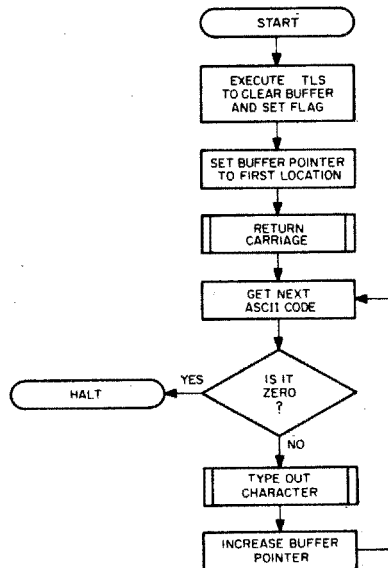 START
EXECUTE TLS
TO CLEAR BUFFER
AND SET FLAG
SET BUFFER POINTER
TO FIRST LOCATION
RETURN
CARRIAGE
GET NEXT
ASCII CODE
IS IT
ZERO
?
YES
HALT
NO
TYPE OUT
CHARACTER
INCREASE BUFFER
POINTER